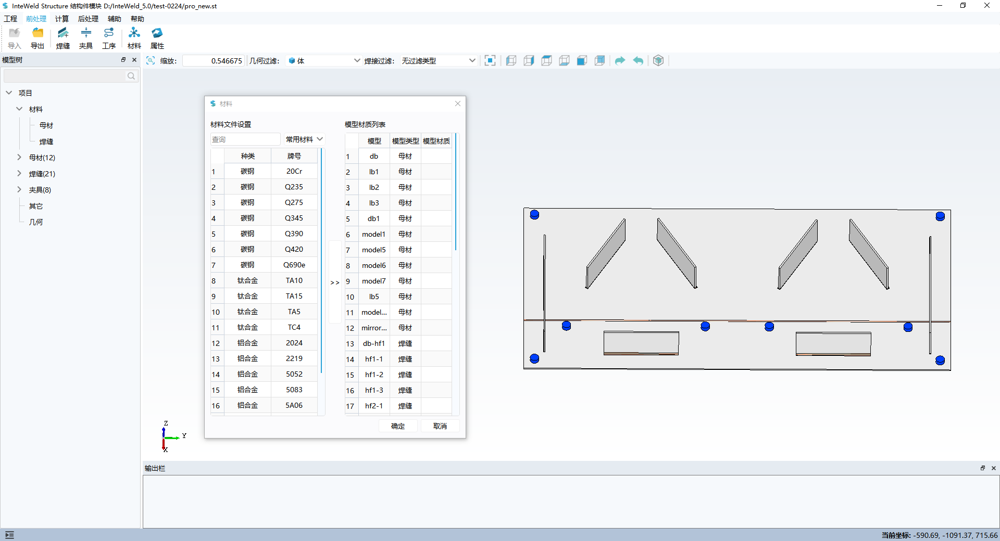 InteWeld Structure 结构件模块 D:/InteWeld_5.0/test-0224/pro_new.st
工程 前处理 计算 后处理 辅助 帮助
导入 导出 焊缝 夹具 工序 材料 属性
模型树
缩放: 0.546675 几何过滤: 体 焊接过滤: 无过滤类型
项目
材料
母材
焊缝
母材(12)
焊缝(21)
夹具(8)
其它
几何
材料
材料文件设置
查询 常用材料
种类 牌号
1 碳钢 20Cr
2 碳钢 Q235
3 碳钢 Q275
4 碳钢 Q345
5 碳钢 Q390
6 碳钢 Q420
7 碳钢 Q690e
8 钛合金 TA10
9 钛合金 TA15
10 钛合金 TA5
11 钛合金 TC4
12 铝合金 2024
13 铝合金 2219
14 铝合金 5052
15 铝合金 5083
16 铝合金 5A06
>>
模型材质列表
模型 模型类型 模型材质
1 db 母材
2 lb1 母材
3 lb2 母材
4 lb3 母材
5 db1 母材
6 model1 母材
7 model5 母材
8 model6 母材
9 model7 母材
10 lb5 母材
11 model... 母材
12 mirror... 母材
13 db-hf1 焊缝
14 hf1-1 焊缝
15 hf1-2 焊缝
16 hf1-3 焊缝
17 hf2-1 焊缝
确定 取消
Z
Y
X
输出栏
当前坐标: -590.69, -1091.37, 715.66